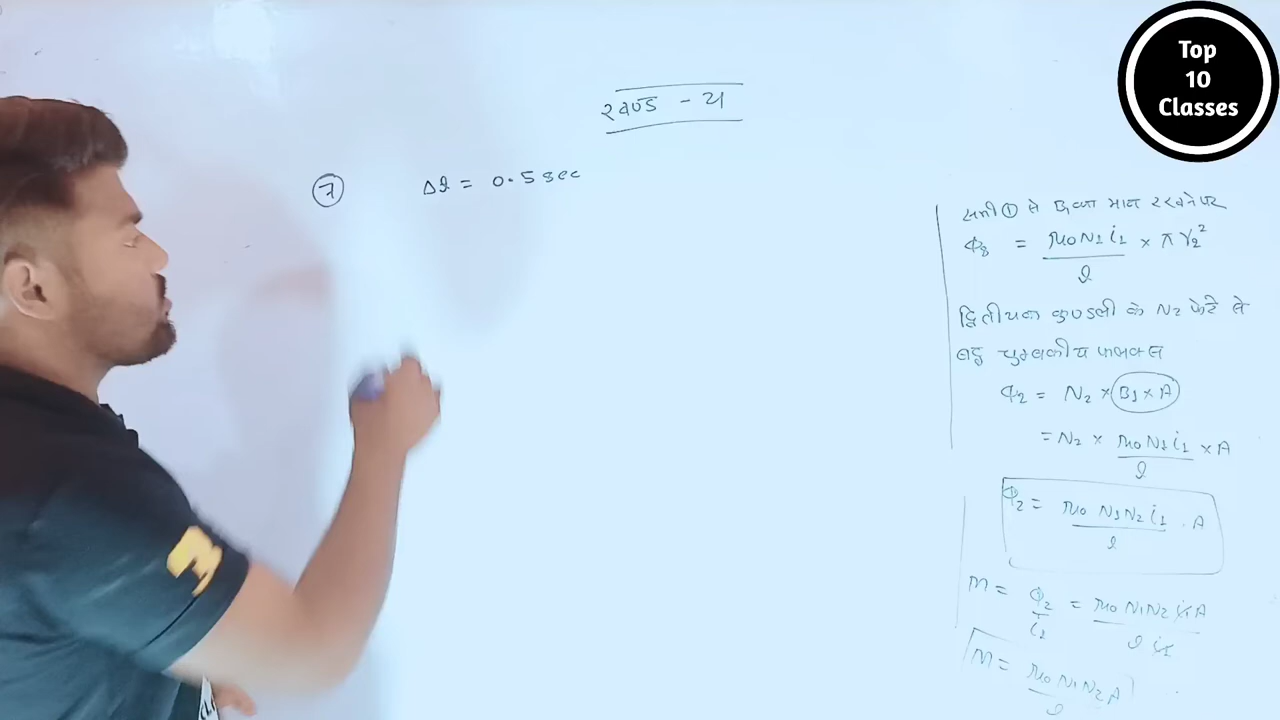 Top
10
Classes
खण्ड - य
7 Δt = 0.5 sec
समी① से B₁ का मान रखने पर
Φ₂ = μ₀N₁i₁/l × πr₂²
द्वितीयक कुण्डली के N₂ फेरे से
बद्ध चुम्बकीय फ्लक्स
Φ₂ = N₂ × B₁ × A
= N₂ × μ₀N₁i₁/l × A
Φ₂ = μ₀N₁N₂i₁/l . A
M = Φ₂/i₁ = μ₀N₁N₂i₁A/l i₁
M = μ₀N₁N₂A/l